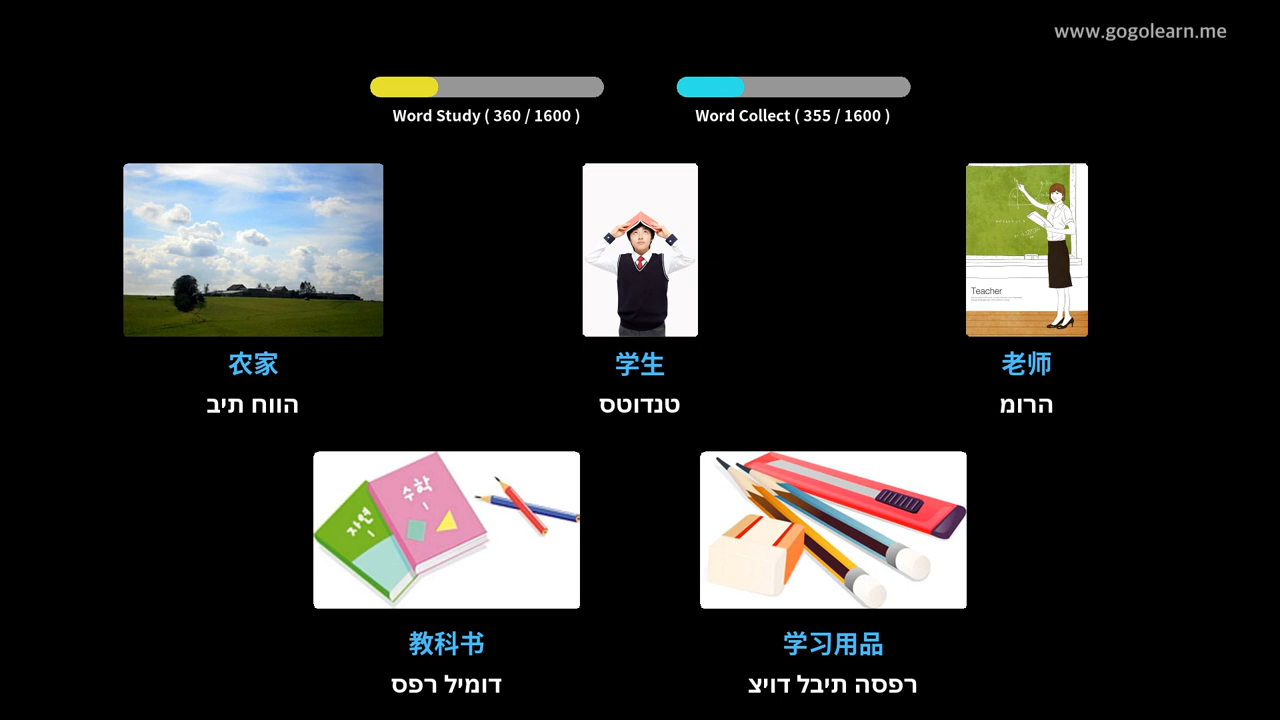 www.gogolearn.me
Word Study ( 360 / 1600 )
Word Collect ( 355 / 1600 )
Teacher
农家
学生
老师
הווח תיב
טנדוטס
הרומ
자연
수학
教科书
学习用品
דומיל רפס
רפסה תיבל דויצ